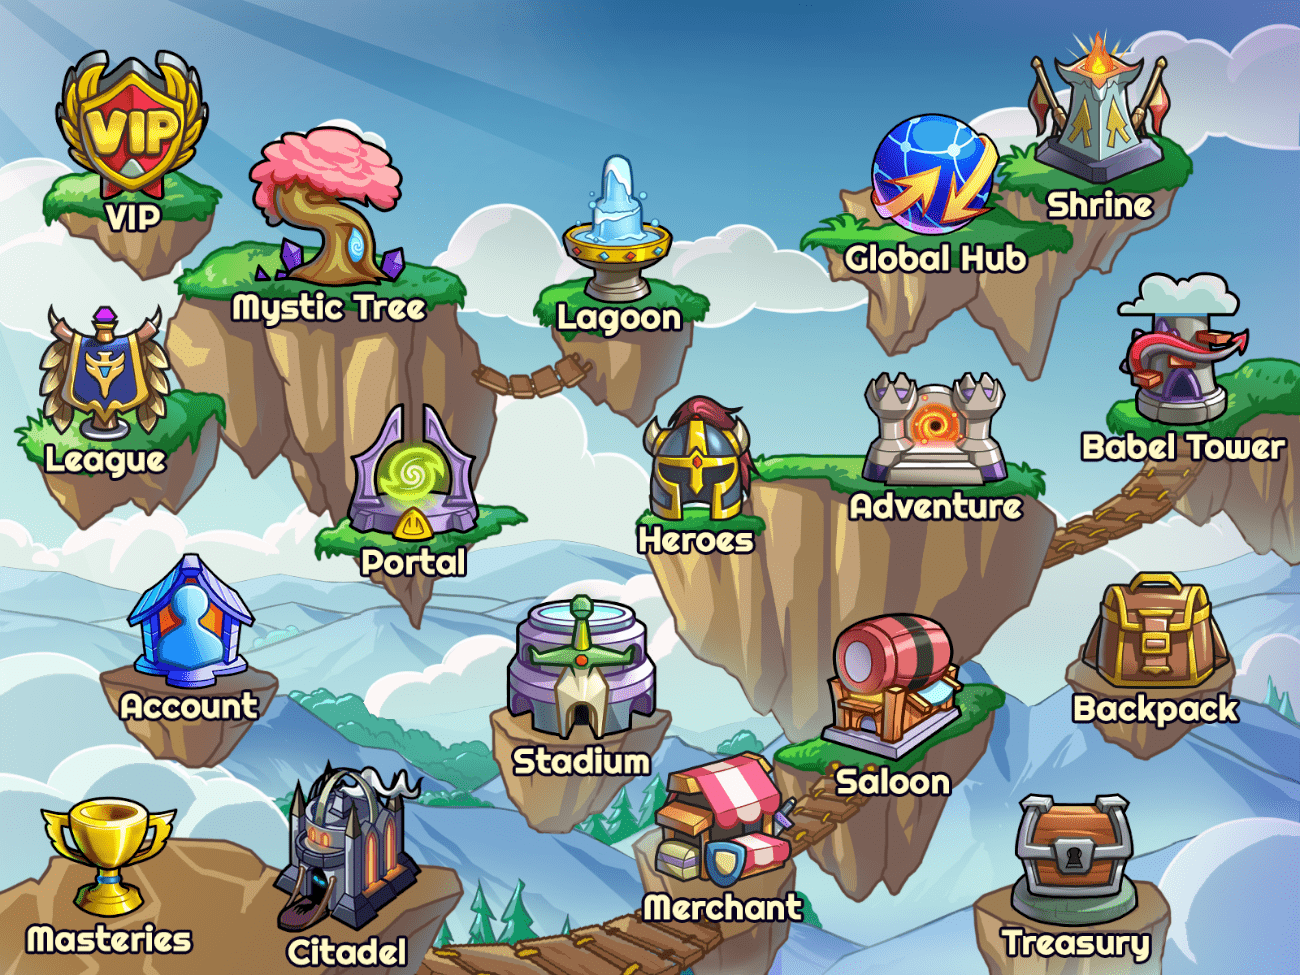 VIP
VIP
Mystic Tree
Lagoon
Global Hub
Shrine
League
Portal
Heroes
Adventure
Babel Tower
Account
Stadium
Saloon
Backpack
Masteries
Citadel
Merchant
Treasury